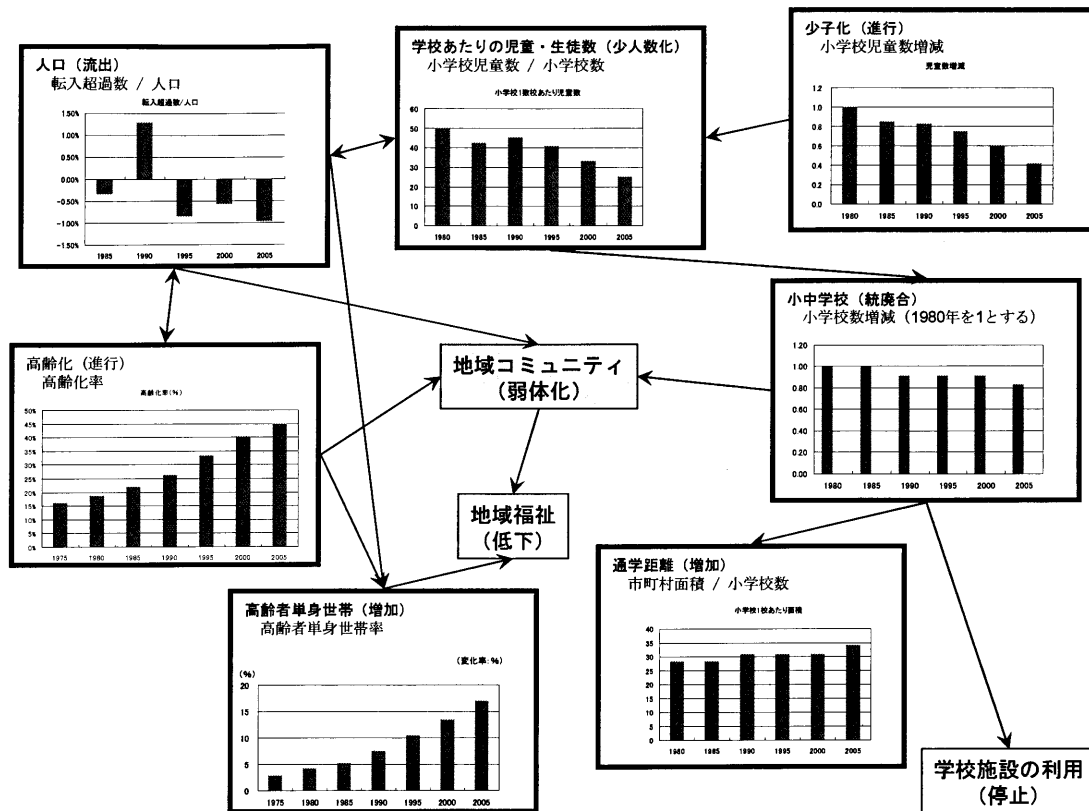 人口（流出）
転入超過数 / 人口
転入超過数/人口
1.50%
1.00%
0.50%
0.00%
-0.50%
-1.00%
-1.50%
1985 1990 1995 2000 2005
学校あたりの児童・生徒数（少人数化）
小学校児童数 / 小学校数
小学校1数校あたり児童数
60
50
40
30
20
10
0
1980 1985 1990 1995 2000 2005
少子化（進行）
小学校児童数増減
児童数増減
1.2
1.0
0.8
0.6
0.4
0.2
0.0
1980 1985 1990 1995 2000 2005
高齢化（進行）
高齢化率
高齢化率(%)
50%
45%
40%
35%
30%
25%
20%
15%
10%
5%
0%
1975 1980 1985 1990 1995 2000 2005
地域コミュニティ
（弱体化）
小中学校（統廃合）
小学校数増減（1980年を1とする）
1.20
1.00
0.80
0.60
0.40
0.20
0.00
1980 1985 1990 1995 2000 2005
地域福祉
（低下）
高齢者単身世帯（増加）
高齢者単身世帯率
（変化率：%）
(%)
20
15
10
5
0
1975 1980 1985 1990 1995 2000 2005
通学距離（増加）
市町村面積 / 小学校数
小学校1校あたり面積
40
35
30
25
20
15
10
5
0
1980 1985 1990 1995 2000 2005
学校施設の利用
（停止）